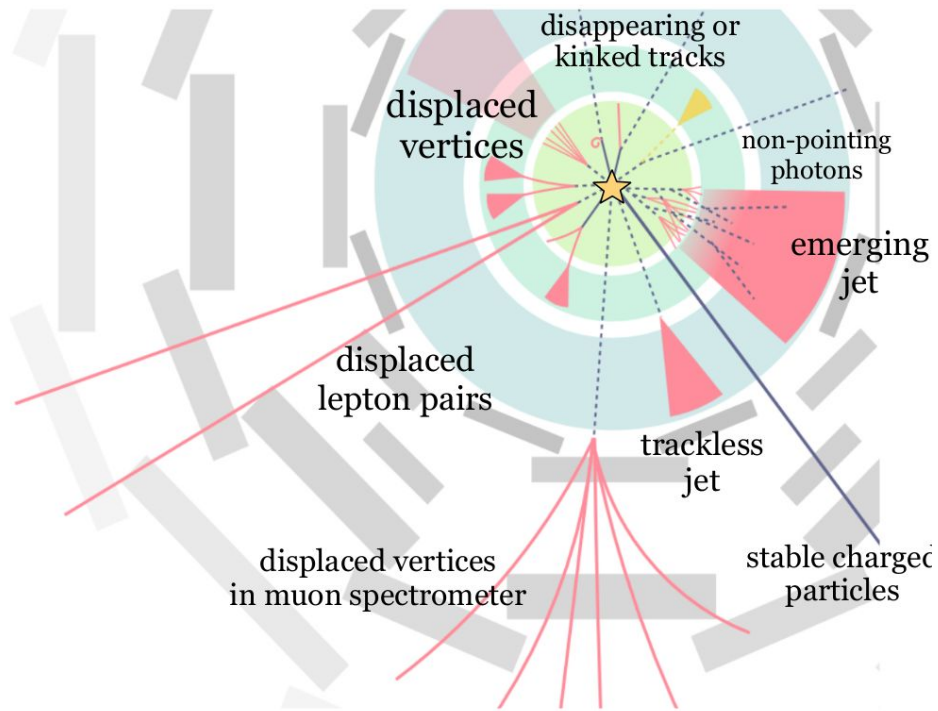 disappearing or
kinked tracks
displaced
vertices
non-pointing
photons
emerging
jet
displaced
lepton pairs
trackless
jet
displaced vertices
in muon spectrometer
stable charged
particles